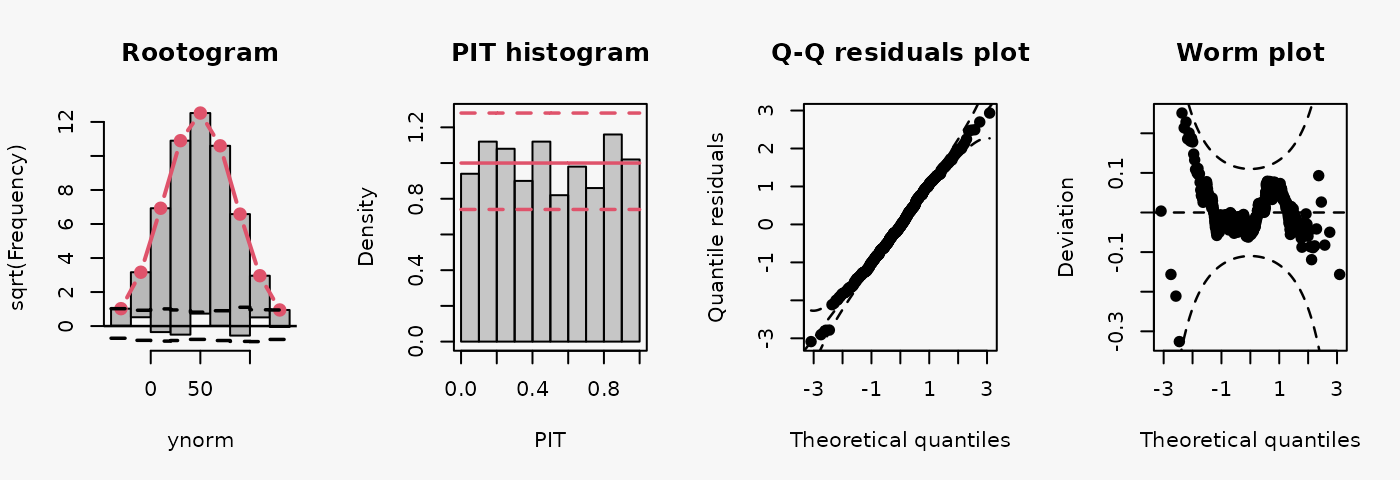 Rootogram
sqrt(Frequency)
12
8
6
4
2
0
0 50
ynorm
PIT histogram
Density
1.2
0.8
0.4
0.0
0.0 0.4 0.8
PIT
Q-Q residuals plot
Quantile residuals
3
2
1
0
-1
-3
-3 -1 1 3
Theoretical quantiles
Worm plot
Deviation
0.1
-0.1
-0.3
-3 -1 1 3
Theoretical quantiles